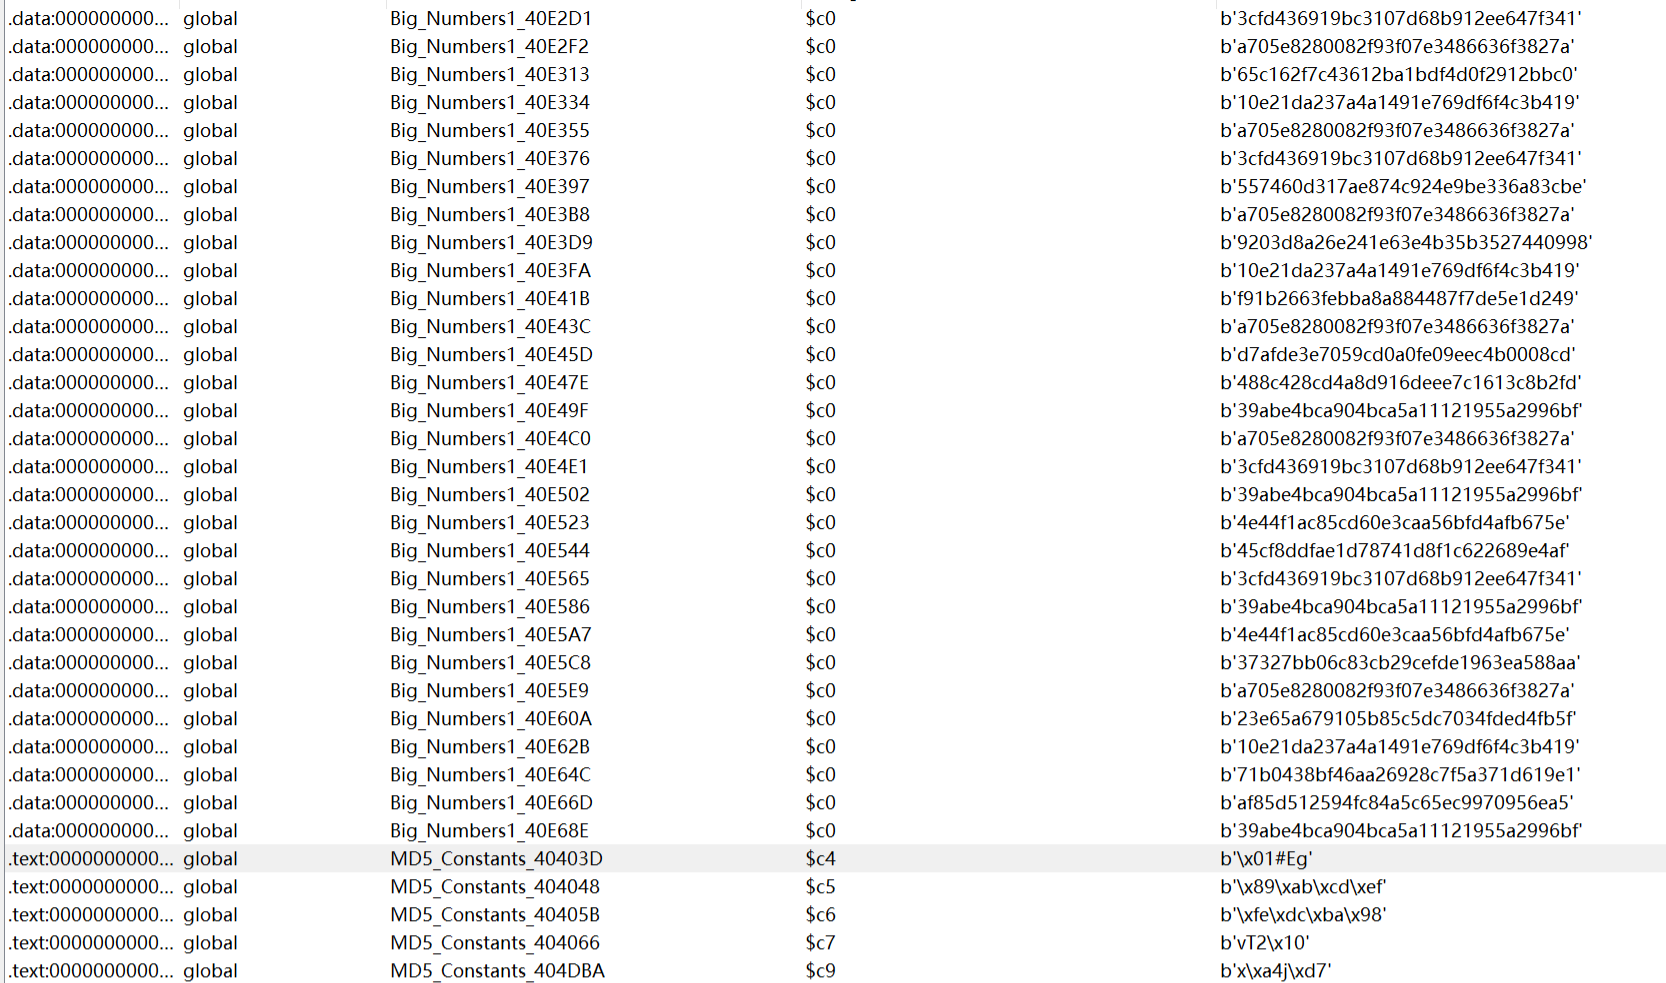 .data:000000000... global Big_Numbers1_40E2D1 $c0 b'3cfd436919bc3107d68b912ee647f341'
.data:000000000... global Big_Numbers1_40E2F2 $c0 b'a705e8280082f93f07e3486636f3827a'
.data:000000000... global Big_Numbers1_40E313 $c0 b'65c162f7c43612ba1bdf4d0f2912bbc0'
.data:000000000... global Big_Numbers1_40E334 $c0 b'10e21da237a4a1491e769df6f4c3b419'
.data:000000000... global Big_Numbers1_40E355 $c0 b'a705e8280082f93f07e3486636f3827a'
.data:000000000... global Big_Numbers1_40E376 $c0 b'3cfd436919bc3107d68b912ee647f341'
.data:000000000... global Big_Numbers1_40E397 $c0 b'557460d317ae874c924e9be336a83cbe'
.data:000000000... global Big_Numbers1_40E3B8 $c0 b'a705e8280082f93f07e3486636f3827a'
.data:000000000... global Big_Numbers1_40E3D9 $c0 b'9203d8a26e241e63e4b35b3527440998'
.data:000000000... global Big_Numbers1_40E3FA $c0 b'10e21da237a4a1491e769df6f4c3b419'
.data:000000000... global Big_Numbers1_40E41B $c0 b'f91b2663febba8a884487f7de5e1d249'
.data:000000000... global Big_Numbers1_40E43C $c0 b'a705e8280082f93f07e3486636f3827a'
.data:000000000... global Big_Numbers1_40E45D $c0 b'd7afde3e7059cd0a0fe09eec4b0008cd'
.data:000000000... global Big_Numbers1_40E47E $c0 b'488c428cd4a8d916deee7c1613c8b2fd'
.data:000000000... global Big_Numbers1_40E49F $c0 b'39abe4bca904bca5a11121955a2996bf'
.data:000000000... global Big_Numbers1_40E4C0 $c0 b'a705e8280082f93f07e3486636f3827a'
.data:000000000... global Big_Numbers1_40E4E1 $c0 b'3cfd436919bc3107d68b912ee647f341'
.data:000000000... global Big_Numbers1_40E502 $c0 b'39abe4bca904bca5a11121955a2996bf'
.data:000000000... global Big_Numbers1_40E523 $c0 b'4e44f1ac85cd60e3caa56bfd4afb675e'
.data:000000000... global Big_Numbers1_40E544 $c0 b'45cf8ddfae1d78741d8f1c622689e4af'
.data:000000000... global Big_Numbers1_40E565 $c0 b'3cfd436919bc3107d68b912ee647f341'
.data:000000000... global Big_Numbers1_40E586 $c0 b'39abe4bca904bca5a11121955a2996bf'
.data:000000000... global Big_Numbers1_40E5A7 $c0 b'4e44f1ac85cd60e3caa56bfd4afb675e'
.data:000000000... global Big_Numbers1_40E5C8 $c0 b'37327bb06c83cb29cefde1963ea588aa'
.data:000000000... global Big_Numbers1_40E5E9 $c0 b'a705e8280082f93f07e3486636f3827a'
.data:000000000... global Big_Numbers1_40E60A $c0 b'23e65a679105b85c5dc7034fded4fb5f'
.data:000000000... global Big_Numbers1_40E62B $c0 b'10e21da237a4a1491e769df6f4c3b419'
.data:000000000... global Big_Numbers1_40E64C $c0 b'71b0438bf46aa26928c7f5a371d619e1'
.data:000000000... global Big_Numbers1_40E66D $c0 b'af85d512594fc84a5c65ec9970956ea5'
.data:000000000... global Big_Numbers1_40E68E $c0 b'39abe4bca904bca5a11121955a2996bf'
.text:0000000000... global MD5_Constants_40403D $c4 b'\x01#Eg'
.text:0000000000... global MD5_Constants_404048 $c5 b'\x89\xab\xcd\xef'
.text:0000000000... global MD5_Constants_40405B $c6 b'\xfe\xdc\xba\x98'
.text:0000000000... global MD5_Constants_404066 $c7 b'vT2\x10'
.text:0000000000... global MD5_Constants_404DBA $c9 b'x\xa4j\xd7'